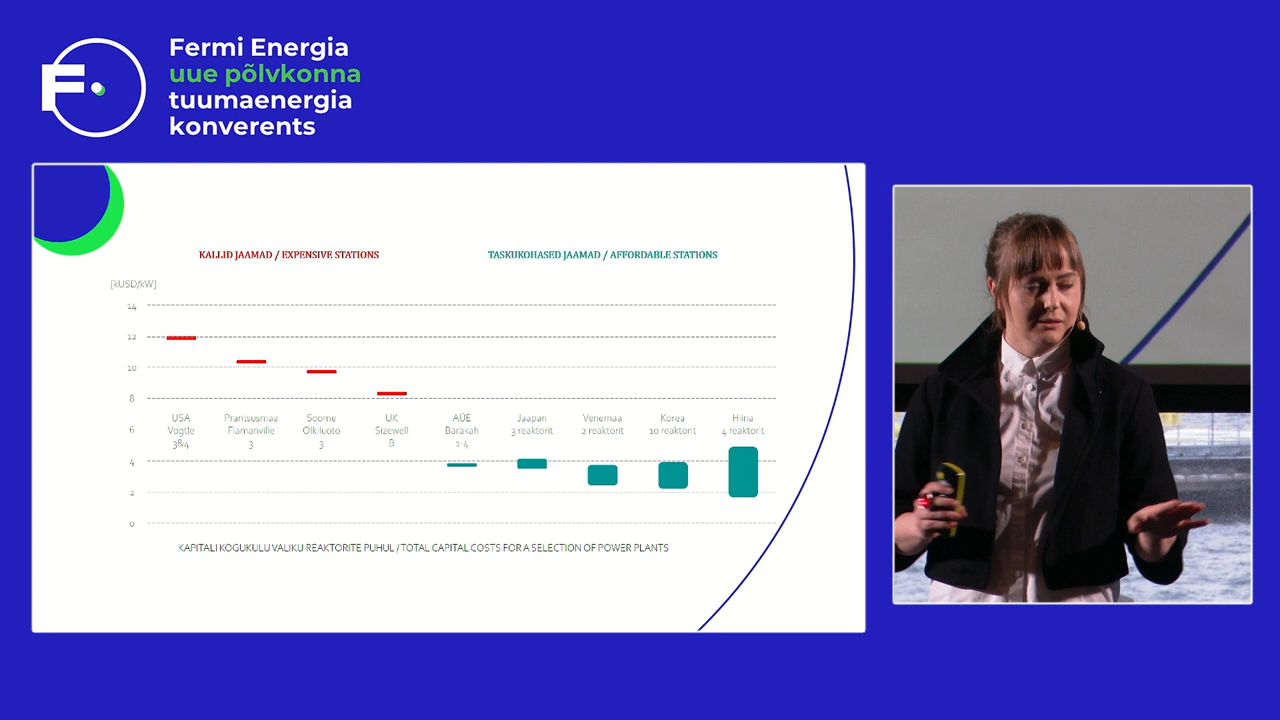 Fermi Energia
uue põlvkonna
tuumaenergia
konverents
KALLID JAAMAD / EXPENSIVE STATIONS
TASKUKOHASED JAAMAD / AFFORDABLE STATIONS
[kUSD/kW]
14
12
10
8
6
4
2
0
USA
Vogtle
3&4
Prantsusmaa
Flamanville
3
Soome
Olkiluoto
3
UK
Sizewell
B
AÜE
Barakah
1-4
Jaapan
3 reaktorit
Venemaa
2 reaktorit
Korea
10 reaktorit
Hiina
4 reaktorit
KAPITALI KOGUKULU VALIKU REAKTORITE PUHUL / TOTAL CAPITAL COSTS FOR A SELECTION OF POWER PLANTS